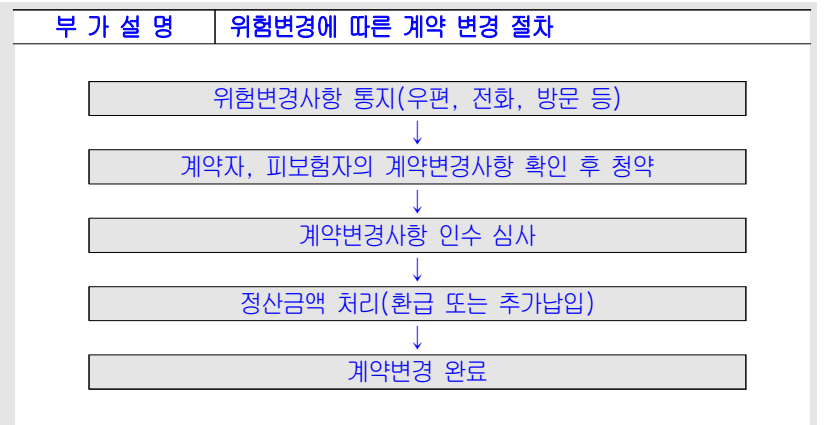 부 가 설 명 위험변경에 따른 계약 변경 절차
위험변경사항 통지(우편, 전화, 방문 등)
↓
계약자, 피보험자의 계약변경사항 확인 후 청약
↓
계약변경사항 인수 심사
↓
정산금액 처리(환급 또는 추가납입)
↓
계약변경 완료